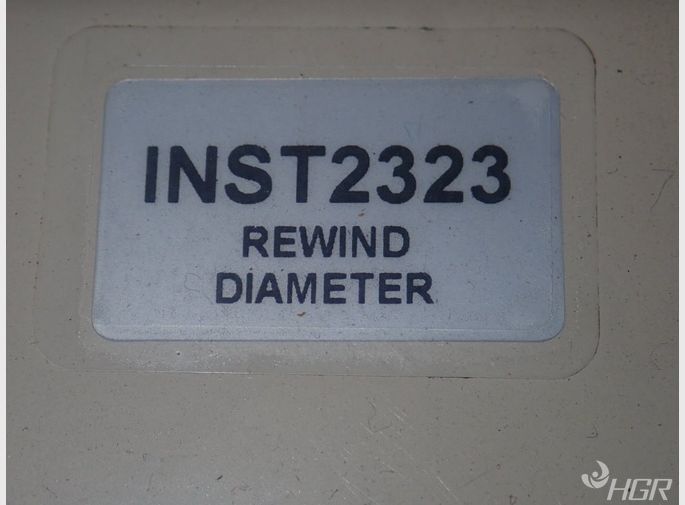 INST2323
REWIND
DIAMETER
HGR